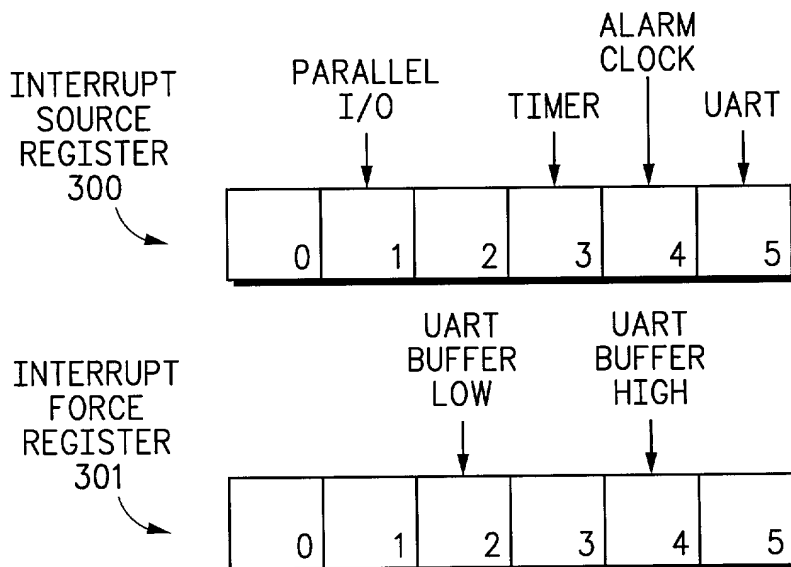 INTERRUPT
SOURCE
REGISTER
300
PARALLEL
I/O
TIMER
ALARM
CLOCK
UART
0 1 2 3 4 5
INTERRUPT
FORCE
REGISTER
301
UART
BUFFER
LOW
UART
BUFFER
HIGH
0 1 2 3 4 5